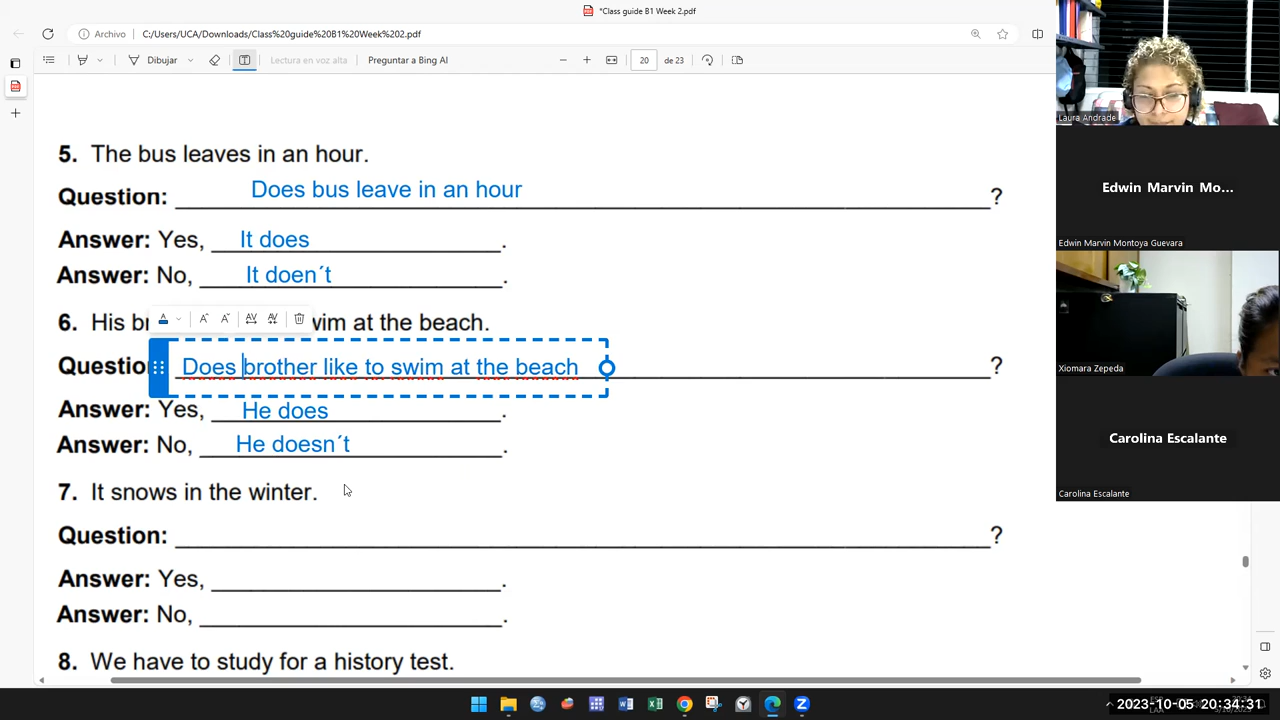 *Class guide B1 Week 2.pdf
Archivo C:/Users/UCA/Downloads/Class%20guide%20B1%20Week%202.pdf
Dibujar Lectura en voz alta Preguntar a Bing AI 20 de 23
5. The bus leaves in an hour.
Question: Does bus leave in an hour ?
Answer: Yes, It does .
Answer: No, It doen´t .
6. His br wim at the beach.
Questio Does brother like to swim at the beach ?
Answer: Yes, He does .
Answer: No, He doesn´t .
7. It snows in the winter.
Question: ?
Answer: Yes, .
Answer: No, .
8. We have to study for a history test.
Laura Andrade
Edwin Marvin Mo...
Edwin Marvin Montoya Guevara
Xiomara Zepeda
Carolina Escalante
Carolina Escalante
2023-10-05 20:34:31